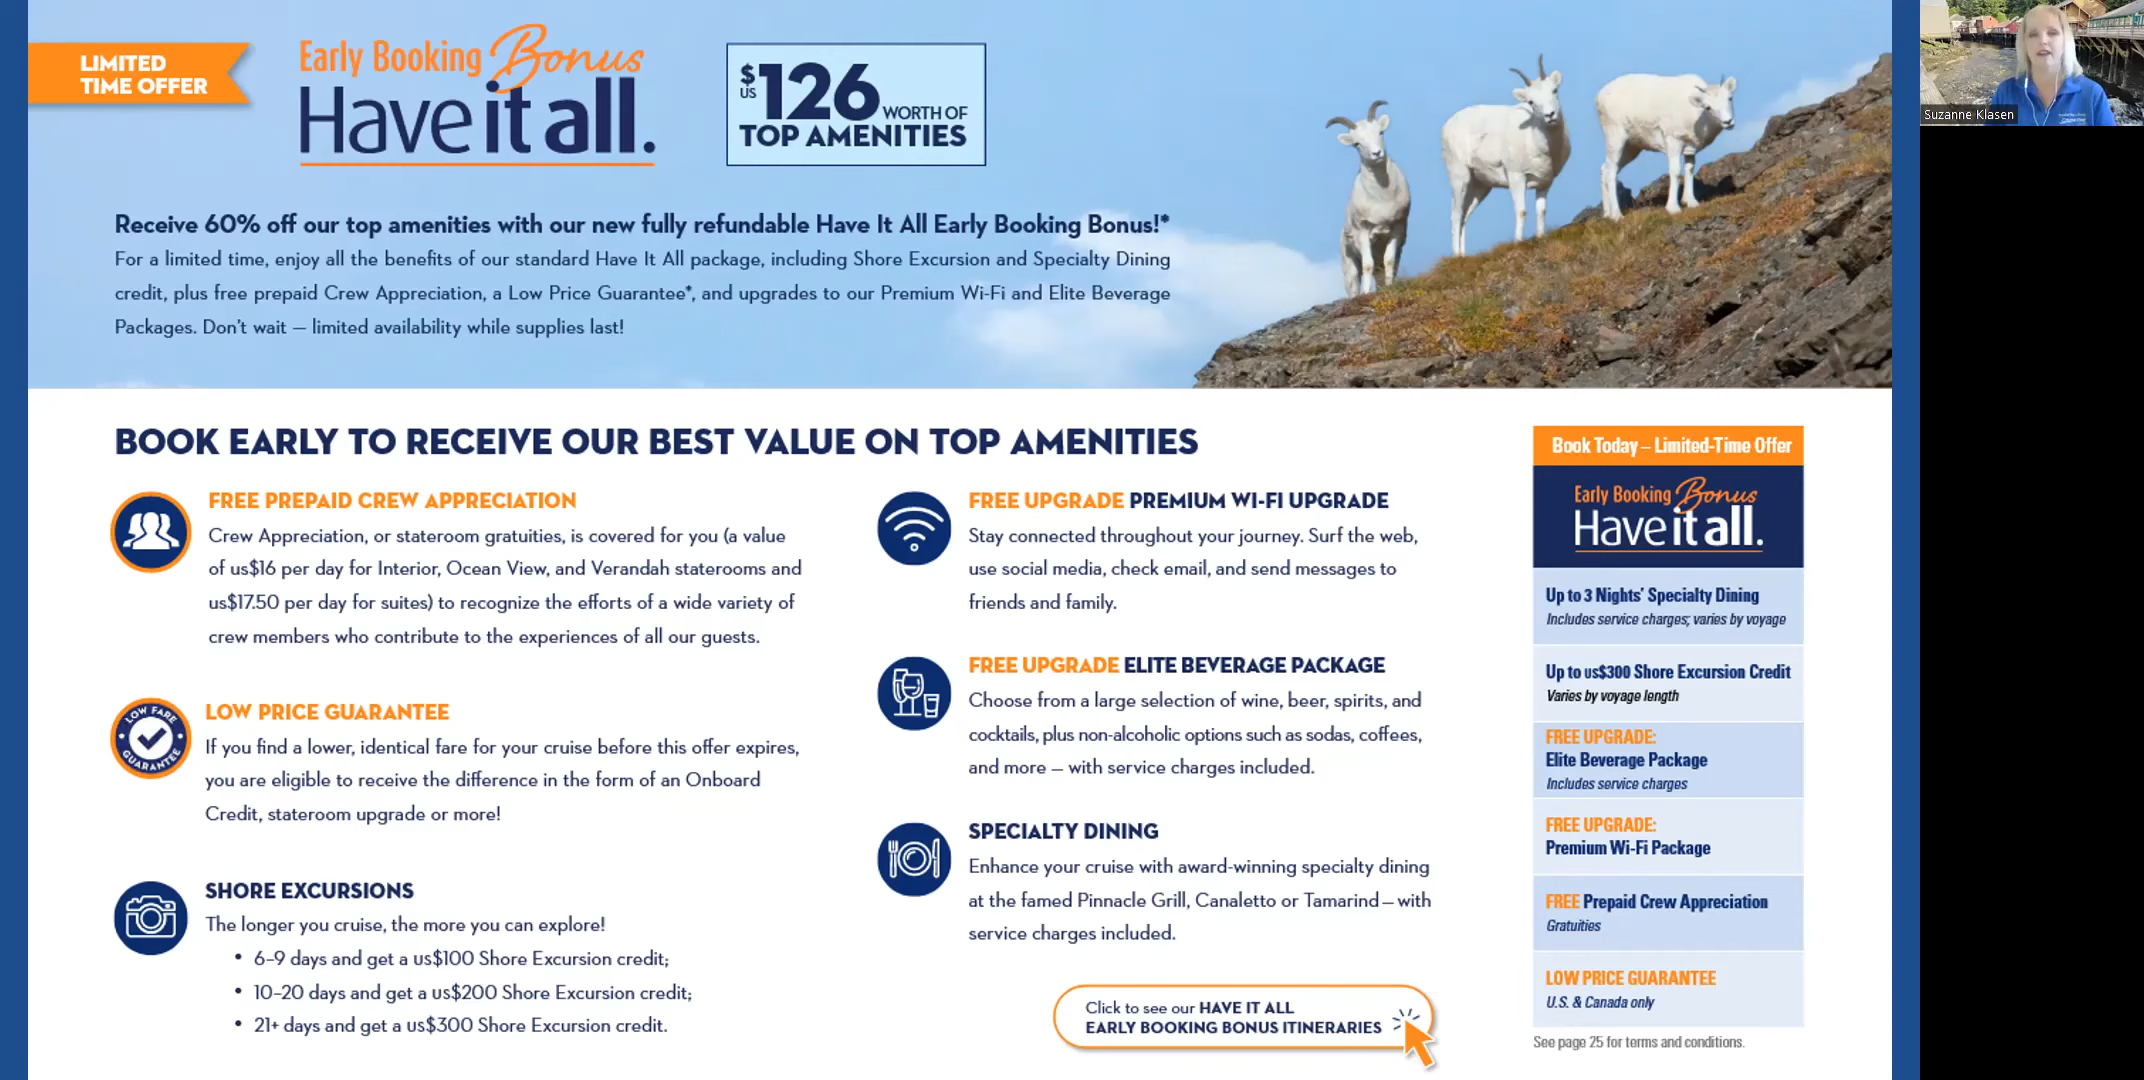 LIMITED
TIME OFFER
Early Booking Bonus
Have it all.
$
US
126 WORTH OF
TOP AMENITIES
Suzanne Klasen
Receive 60% off our top amenities with our new fully refundable Have It All Early Booking Bonus!*
For a limited time, enjoy all the benefits of our standard Have It All package, including Shore Excursion and Specialty Dining
credit, plus free prepaid Crew Appreciation, a Low Price Guarantee*, and upgrades to our Premium Wi-Fi and Elite Beverage
Packages. Don't wait — limited availability while supplies last!
BOOK EARLY TO RECEIVE OUR BEST VALUE ON TOP AMENITIES
FREE PREPAID CREW APPRECIATION
Crew Appreciation, or stateroom gratuities, is covered for you (a value
of US$16 per day for Interior, Ocean View, and Verandah staterooms and
US$17.50 per day for suites) to recognize the efforts of a wide variety of
crew members who contribute to the experiences of all our guests.
LOW FARE
GUARANTEE
LOW PRICE GUARANTEE
If you find a lower, identical fare for your cruise before this offer expires,
you are eligible to receive the difference in the form of an Onboard
Credit, stateroom upgrade or more!
SHORE EXCURSIONS
The longer you cruise, the more you can explore!
• 6–9 days and get a US$100 Shore Excursion credit;
• 10–20 days and get a US$200 Shore Excursion credit;
• 21+ days and get a US$300 Shore Excursion credit.
FREE UPGRADE PREMIUM WI-FI UPGRADE
Stay connected throughout your journey. Surf the web,
use social media, check email, and send messages to
friends and family.
FREE UPGRADE ELITE BEVERAGE PACKAGE
Choose from a large selection of wine, beer, spirits, and
cocktails, plus non-alcoholic options such as sodas, coffees,
and more — with service charges included.
SPECIALTY DINING
Enhance your cruise with award-winning specialty dining
at the famed Pinnacle Grill, Canaletto or Tamarind — with
service charges included.
Click to see our HAVE IT ALL
EARLY BOOKING BONUS ITINERARIES
Book Today – Limited-Time Offer
Early Booking Bonus
Have it all.
Up to 3 Nights' Specialty Dining
Includes service charges; varies by voyage
Up to US$300 Shore Excursion Credit
Varies by voyage length
FREE UPGRADE:
Elite Beverage Package
Includes service charges
FREE UPGRADE:
Premium Wi-Fi Package
FREE Prepaid Crew Appreciation
Gratuities
LOW PRICE GUARANTEE
U.S. & Canada only
See page 25 for terms and conditions.